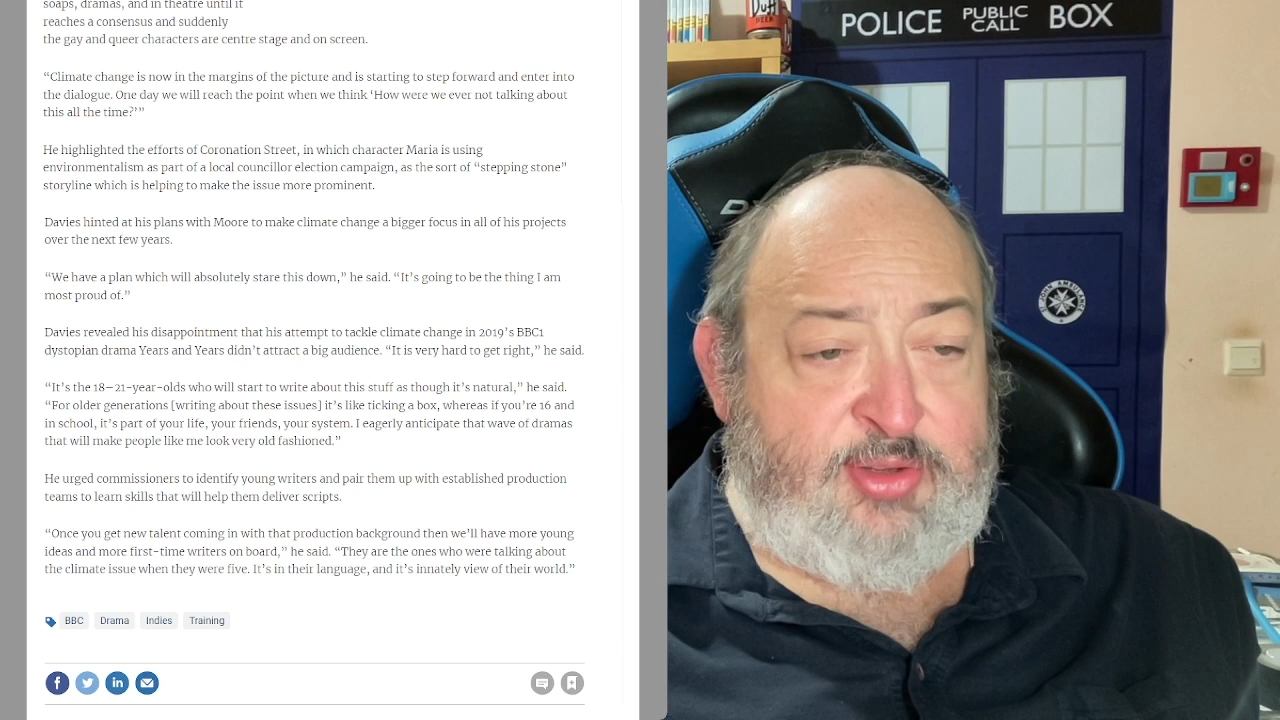 soaps, dramas, and in theatre until it
reaches a consensus and suddenly
the gay and queer characters are centre stage and on screen.
“Climate change is now in the margins of the picture and is starting to step forward and enter into
the dialogue. One day we will reach the point when we think ‘How were we ever not talking about
this all the time?’”
He highlighted the efforts of Coronation Street, in which character Maria is using
environmentalism as part of a local councillor election campaign, as the sort of “stepping stone”
storyline which is helping to make the issue more prominent.
Davies hinted at his plans with Moore to make climate change a bigger focus in all of his projects
over the next few years.
“We have a plan which will absolutely stare this down,” he said. “It’s going to be the thing I am
most proud of.”
Davies revealed his disappointment that his attempt to tackle climate change in 2019’s BBC1
dystopian drama Years and Years didn’t attract a big audience. “It is very hard to get right,” he said.
“It’s the 18–21-year-olds who will start to write about this stuff as though it’s natural,” he said.
“For older generations [writing about these issues] it’s like ticking a box, whereas if you’re 16 and
in school, it’s part of your life, your friends, your system. I eagerly anticipate that wave of dramas
that will make people like me look very old fashioned.”
He urged commissioners to identify young writers and pair them up with established production
teams to learn skills that will help them deliver scripts.
“Once you get new talent coming in with that production background then we’ll have more young
ideas and more first-time writers on board,” he said. “They are the ones who were talking about
the climate issue when they were five. It’s in their language, and it’s innately view of their world.”
BBC Drama Indies Training
Duff
BEER
POLICE PUBLIC CALL BOX
ST JOHN AMBULANCE